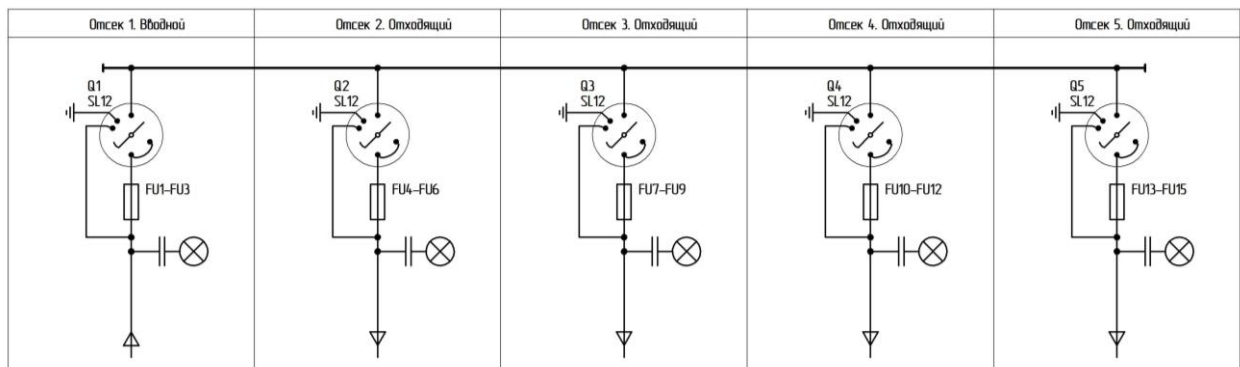 Отсек 1. Вводной
Отсек 2. Отходящий
Отсек 3. Отходящий
Отсек 4. Отходящий
Отсек 5. Отходящий
Q1
SL12
Q2
SL12
Q3
SL12
Q4
SL12
Q5
SL12
FU1-FU3
FU4-FU6
FU7-FU9
FU10-FU12
FU13-FU15